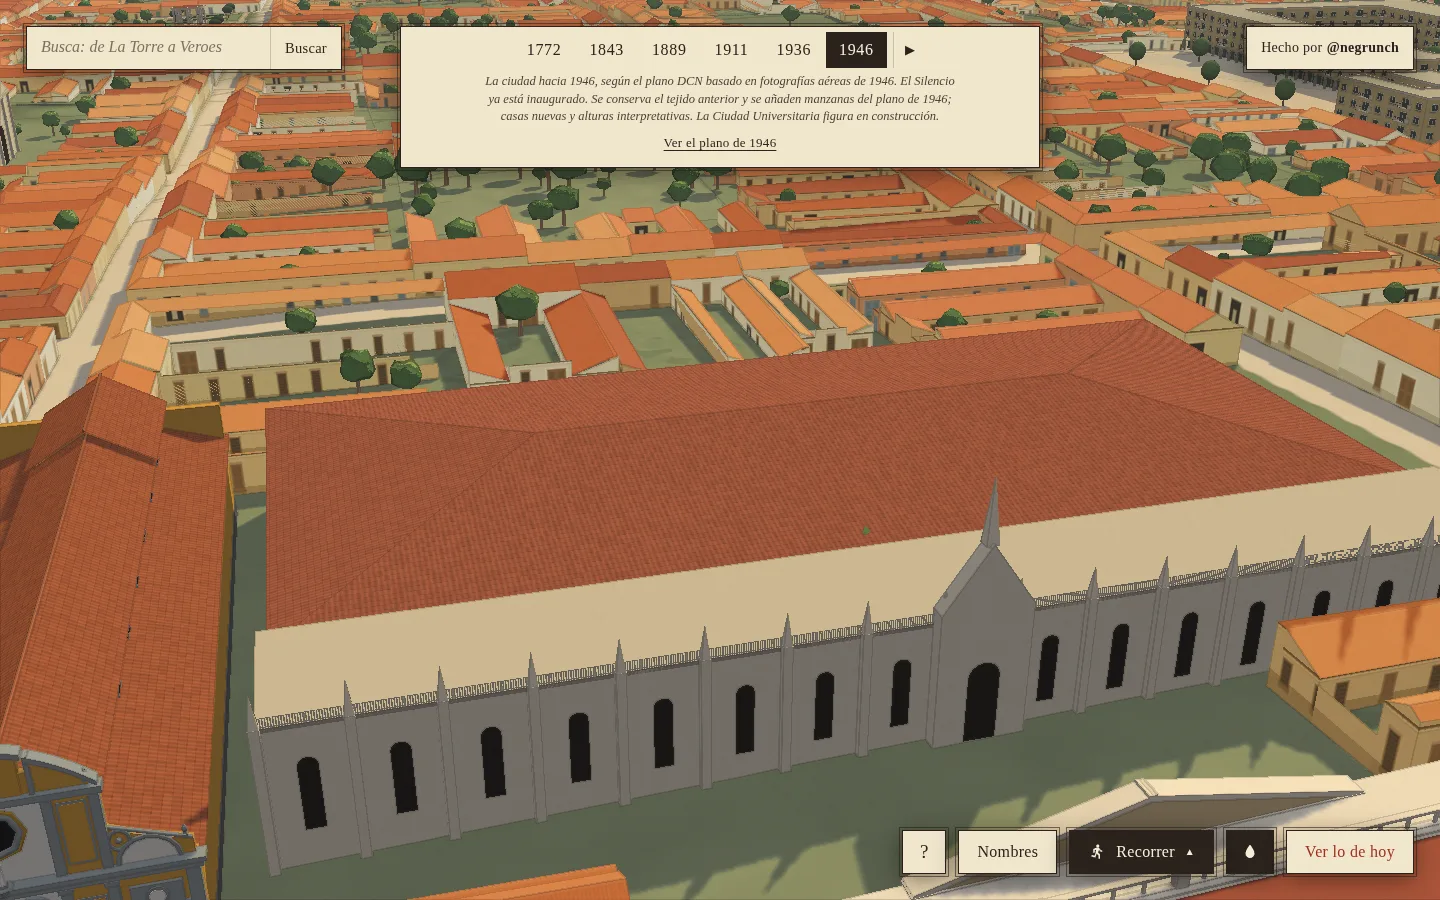 Busca: de La Torre a Veroes
Buscar
1772 1843 1889 1911 1936 1946 ▶
La ciudad hacia 1946, según el plano DCN basado en fotografías aéreas de 1946. El Silencio
ya está inaugurado. Se conserva el tejido anterior y se añaden manzanas del plano de 1946;
casas nuevas y alturas interpretativas. La Ciudad Universitaria figura en construcción.
Ver el plano de 1946
Hecho por @negrunch
?
Nombres
Recorrer ▲
Ver lo de hoy